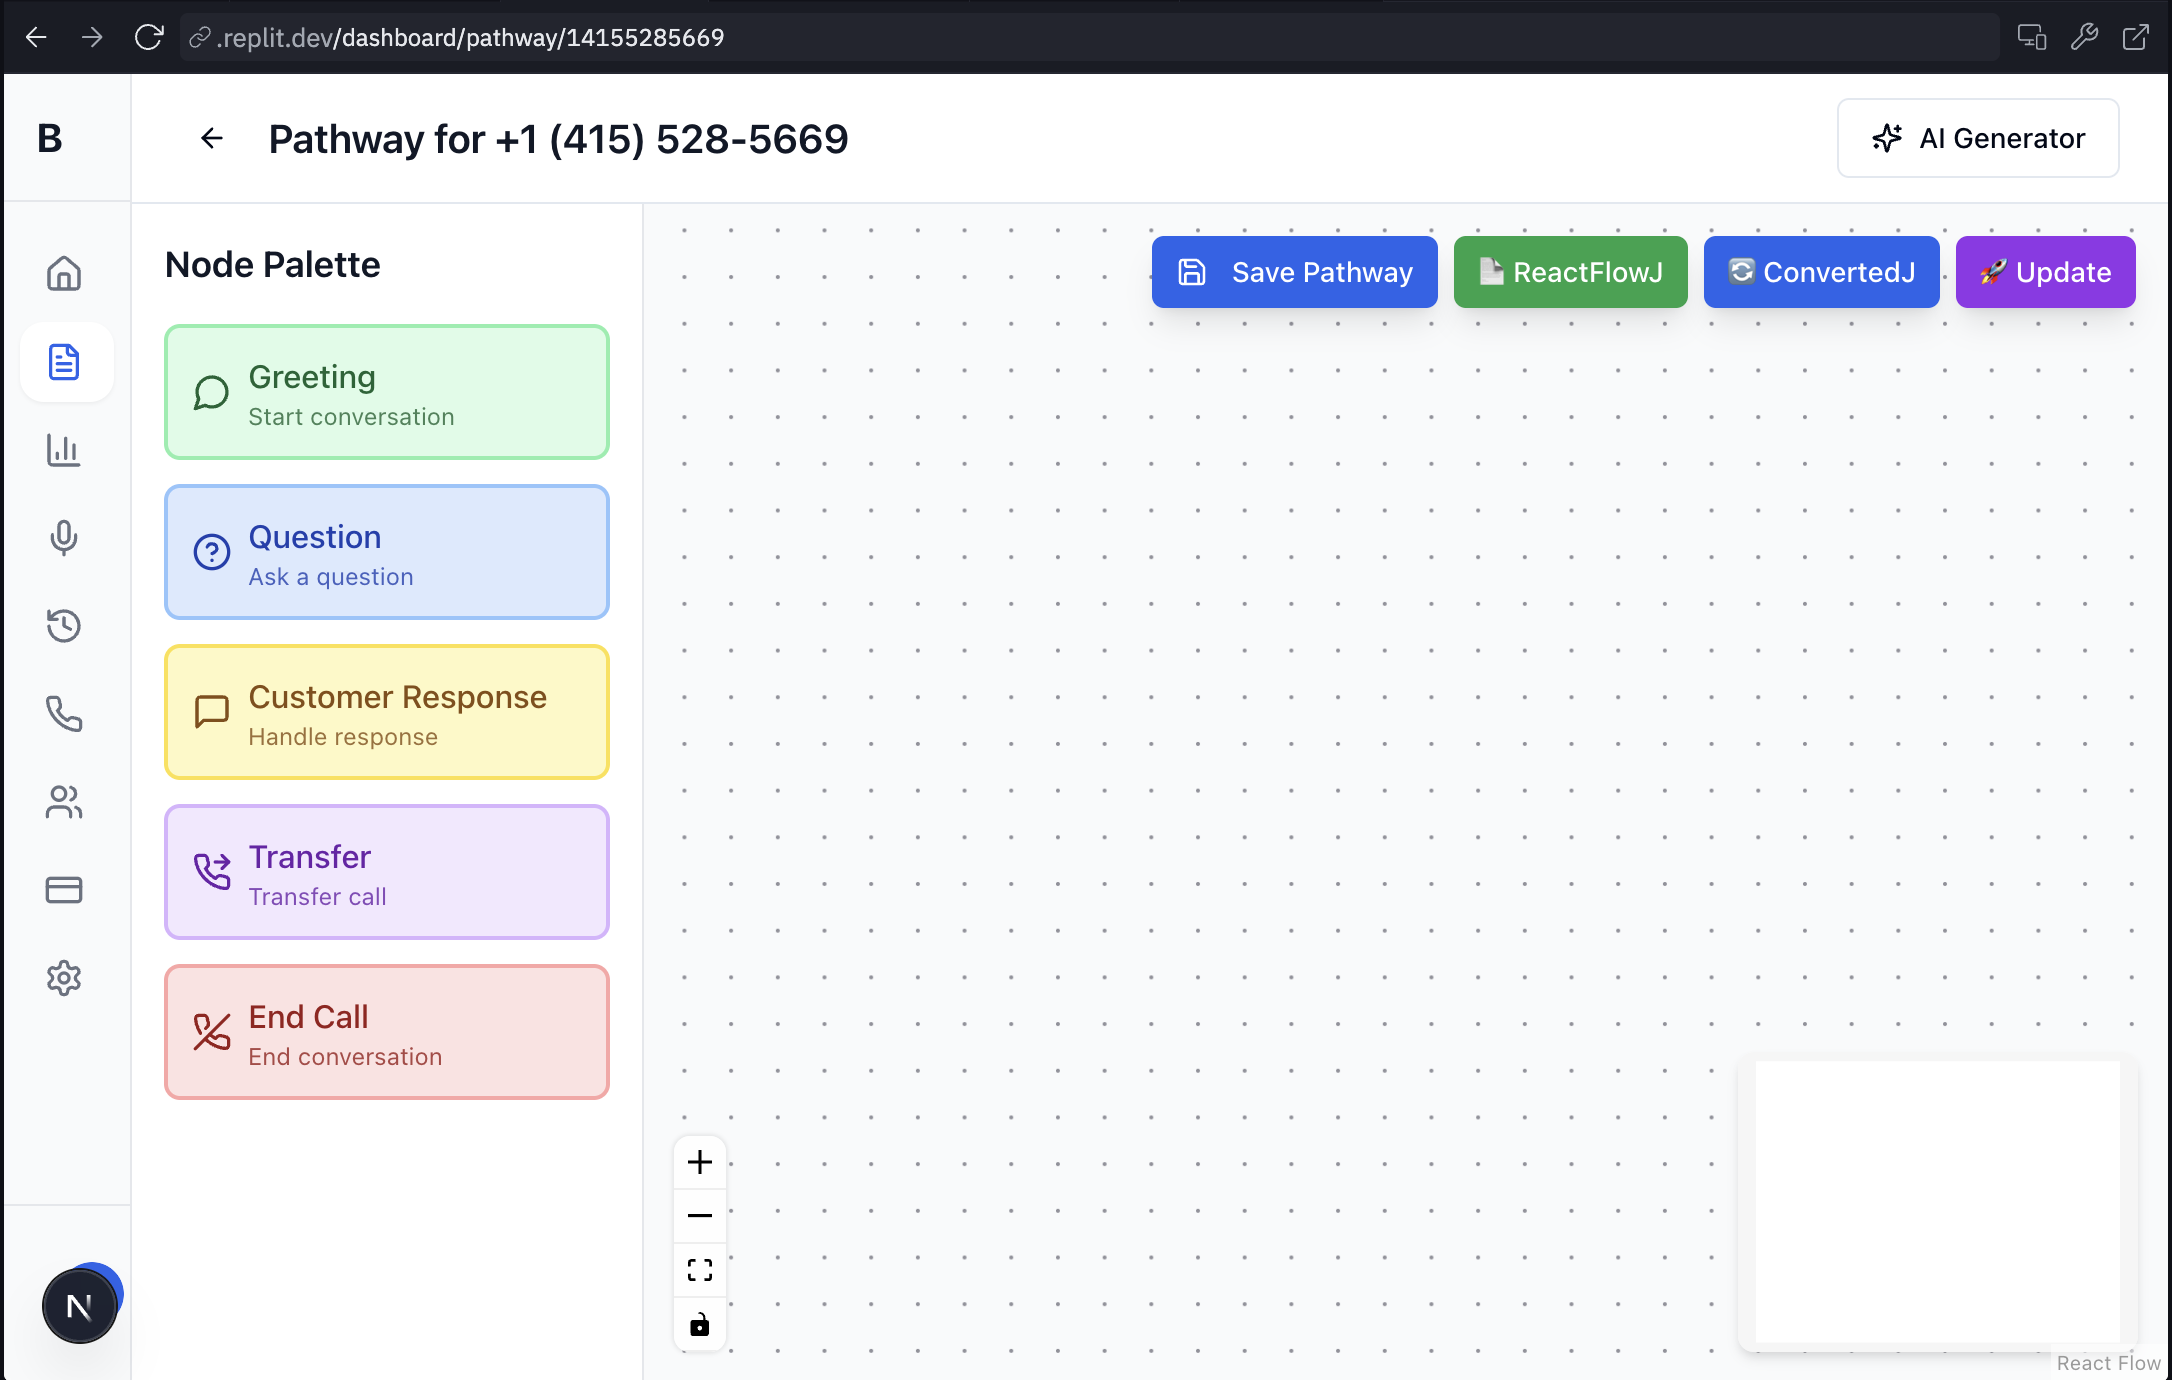 .replit.dev/dashboard/pathway/14155285669
B
Pathway for +1 (415) 528-5669
AI Generator
Node Palette
Save Pathway
ReactFlowJ
ConvertedJ
Update
Greeting
Start conversation
Question
Ask a question
Customer Response
Handle response
Transfer
Transfer call
End Call
End conversation
N
React Flow